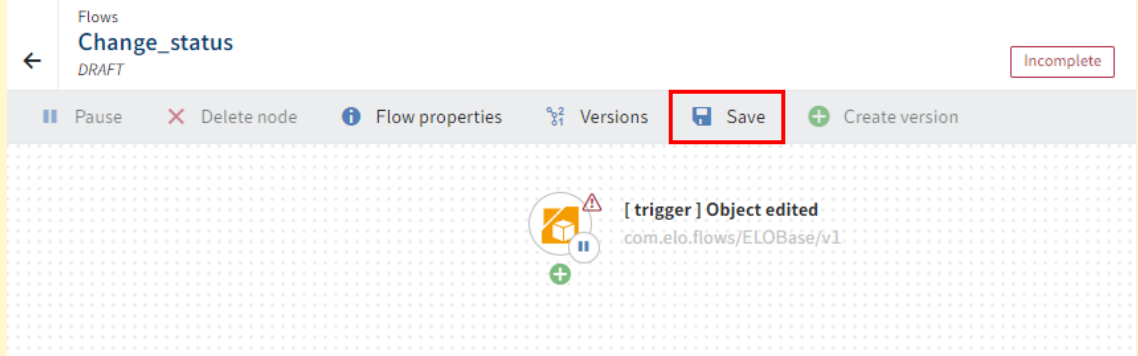 Flows
Change_status
DRAFT
Incomplete
Pause Delete node Flow properties Versions Save Create version
[ trigger ] Object edited
com.elo.flows/ELOBase/v1